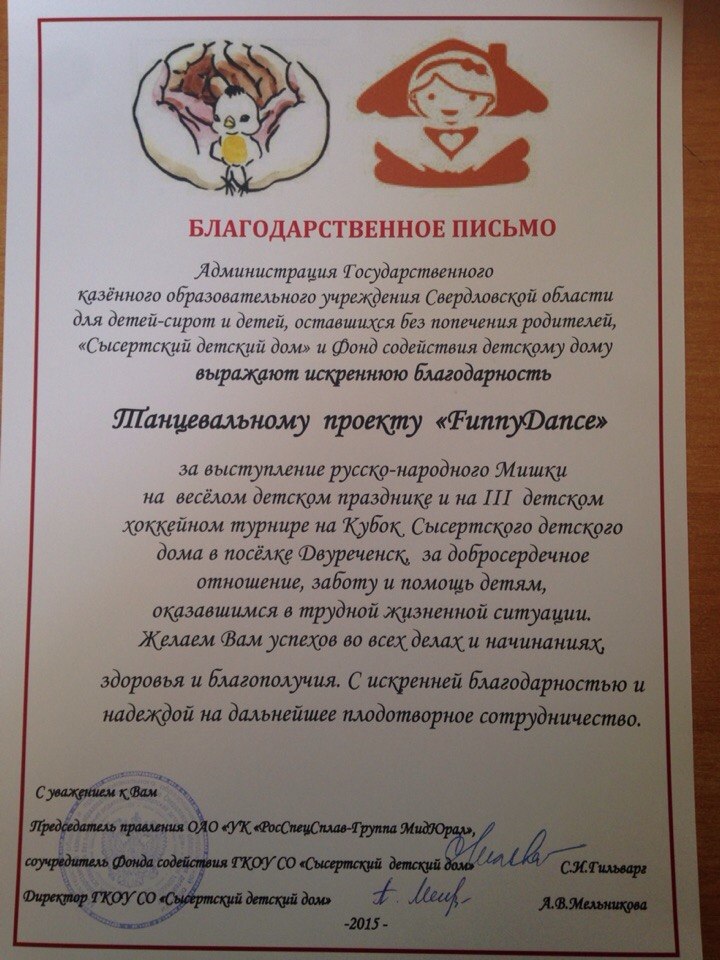 БЛАГОДАРСТВЕННОЕ ПИСЬМО
Администрация Государственного
казённого образовательного учреждения Свердловской области
для детей-сирот и детей, оставшихся без попечения родителей,
«Сысертский детский дом» и Фонд содействия детскому дому
выражают искреннюю благодарность
Танцевальному проекту «FunnyDance»
за выступление русско-народного Мишки
на весёлом детском празднике и на III детском
хоккейном турнире на Кубок Сысертского детского
дома в посёлке Двуреченск, за добросердечное
отношение, заботу и помощь детям,
оказавшимся в трудной жизненной ситуации.
Желаем Вам успехов во всех делах и начинаниях,
здоровья и благополучия. С искренней благодарностью и
надеждой на дальнейшее плодотворное сотрудничество.
С уважением к Вам
Председатель правления ОАО «УК «РосСпецСплав-Группа МидЮрал»,
соучредитель Фонда содействия ГКОУ СО «Сысертский детский дом» С.И.Гильварг
Директор ГКОУ СО «Сысертский детский дом» А.В.Мельникова
-2015 -